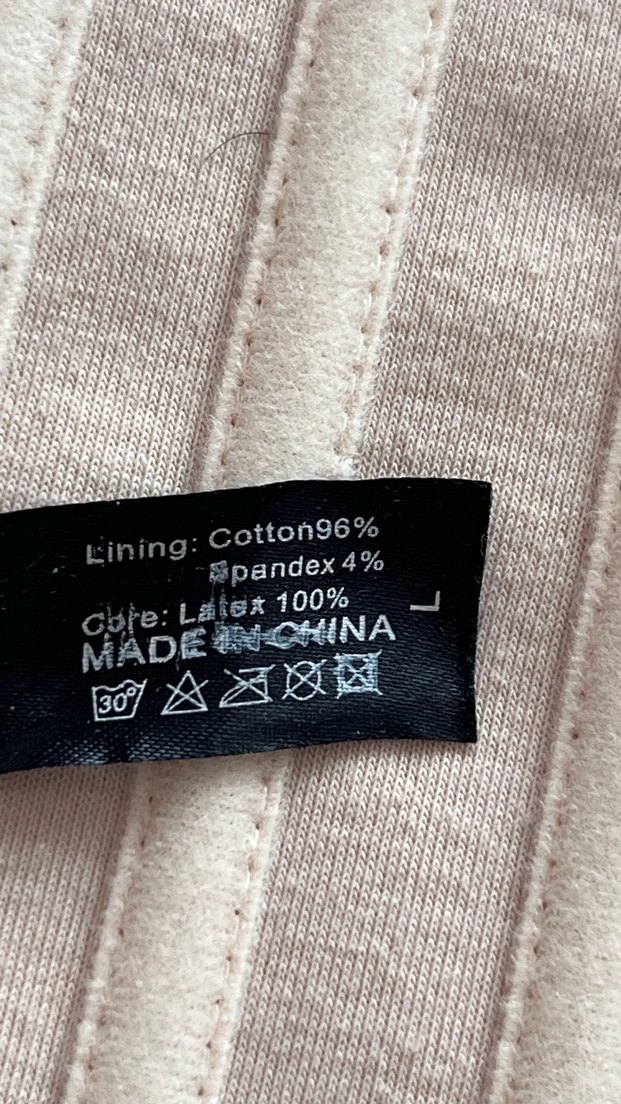 Lining: Cotton96%
Spandex 4%
Core: Latex 100%
L
MADE IN CHINA
30°